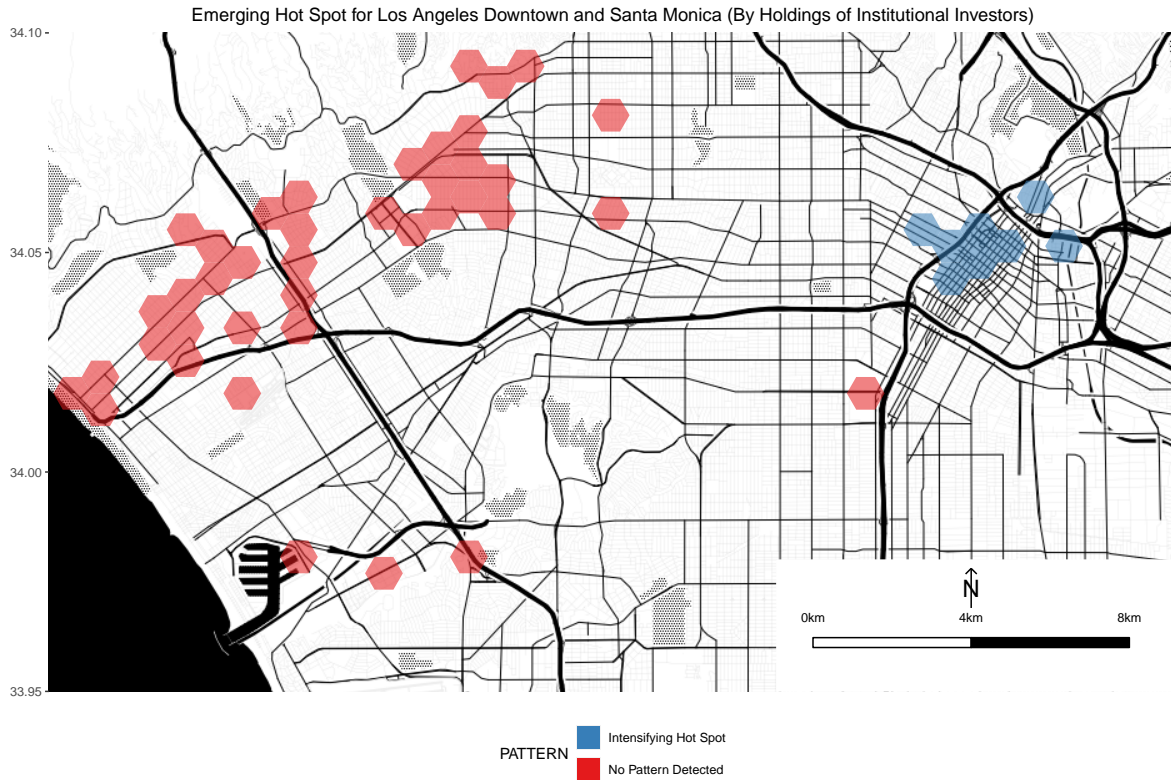 Emerging Hot Spot for Los Angeles Downtown and Santa Monica (By Holdings of Institutional Investors)
34.10
34.05
34.00
33.95
N
0km 4km 8km
PATTERN
Intensifying Hot Spot
No Pattern Detected